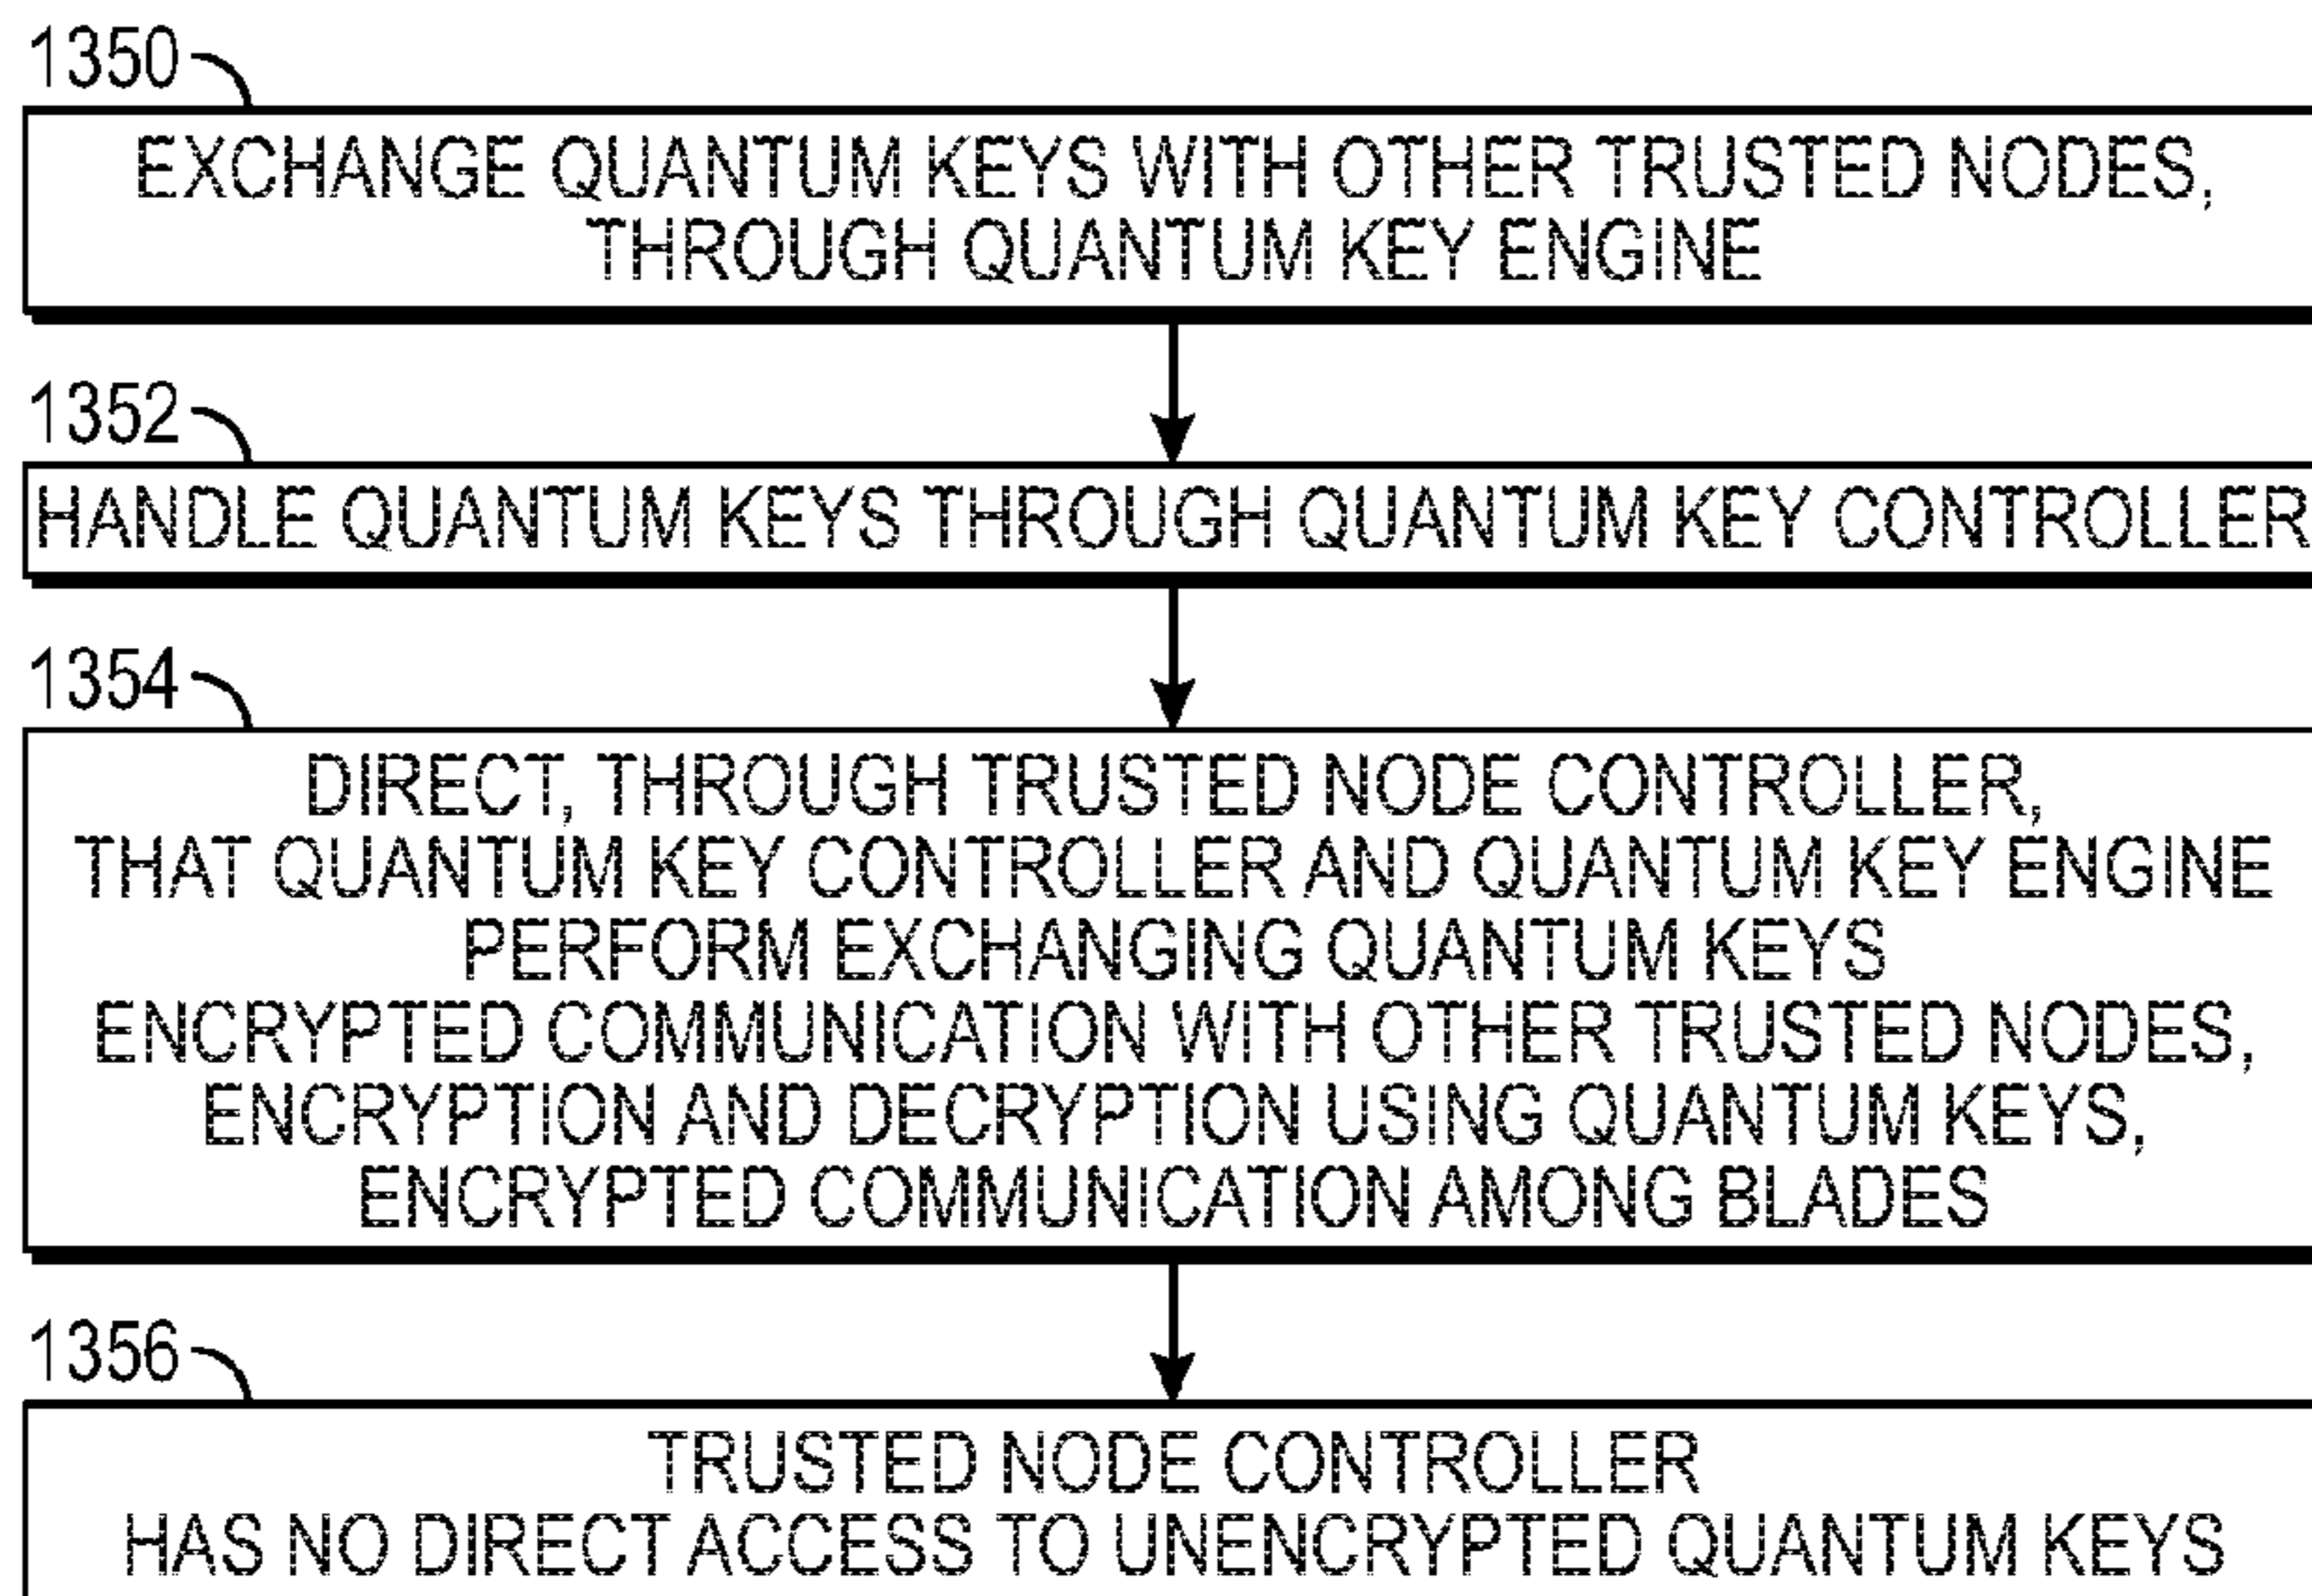 1350
EXCHANGE QUANTUM KEYS WITH OTHER TRUSTED NODES,
THROUGH QUANTUM KEY ENGINE
1352
HANDLE QUANTUM KEYS THROUGH QUANTUM KEY CONTROLLER
1354
DIRECT, THROUGH TRUSTED NODE CONTROLLER,
THAT QUANTUM KEY CONTROLLER AND QUANTUM KEY ENGINE
PERFORM EXCHANGING QUANTUM KEYS
ENCRYPTED COMMUNICATION WITH OTHER TRUSTED NODES,
ENCRYPTION AND DECRYPTION USING QUANTUM KEYS,
ENCRYPTED COMMUNICATION AMONG BLADES
1356
TRUSTED NODE CONTROLLER
HAS NO DIRECT ACCESS TO UNENCRYPTED QUANTUM KEYS